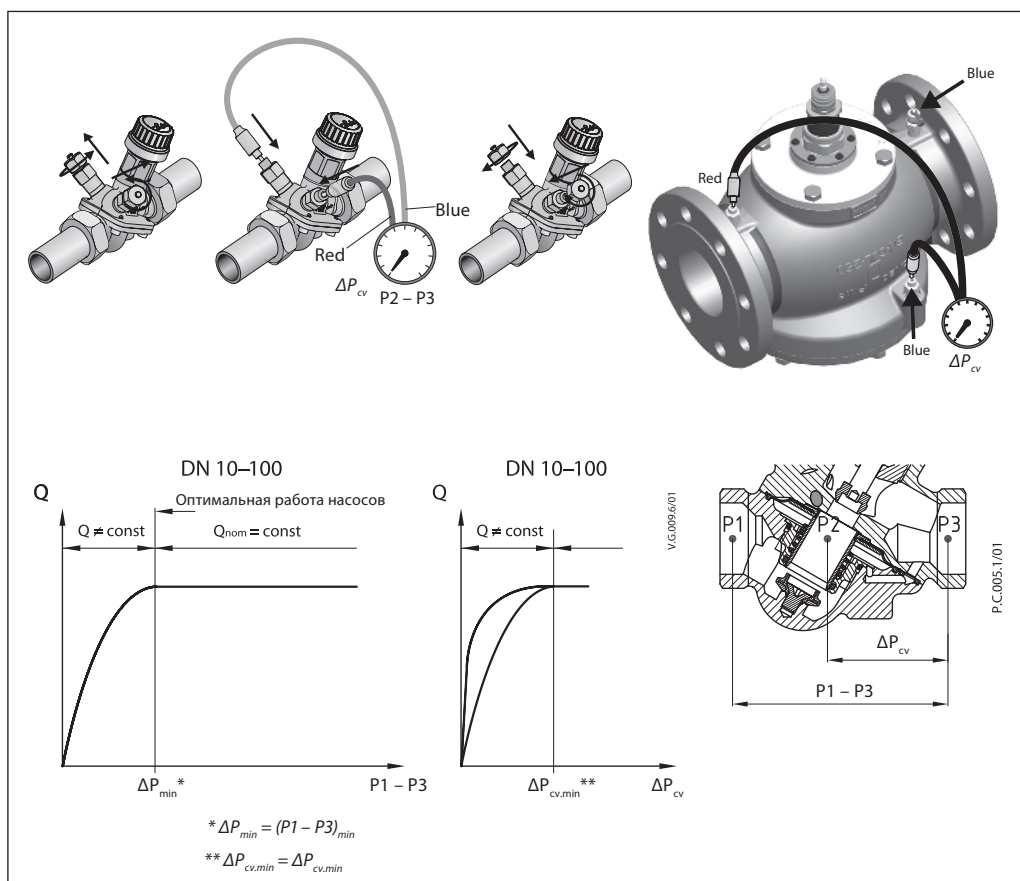 Blue
Red
ΔPcv
P2 – P3
Blue
Red
Blue
ΔPcv
DN 10–100
Q
Оптимальная работа насосов
Q ≠ const
Qnom = const
ΔPmin*
P1 – P3
* ΔPmin = (P1 – P3)min
** ΔPcv.min = ΔPcv.min
DN 10–100
Q
Q ≠ const
ΔPcv.min**
ΔPcv
V.G.009.6/01
P1
P2
P3
ΔPcv
P1 – P3
P.C.005.1/01